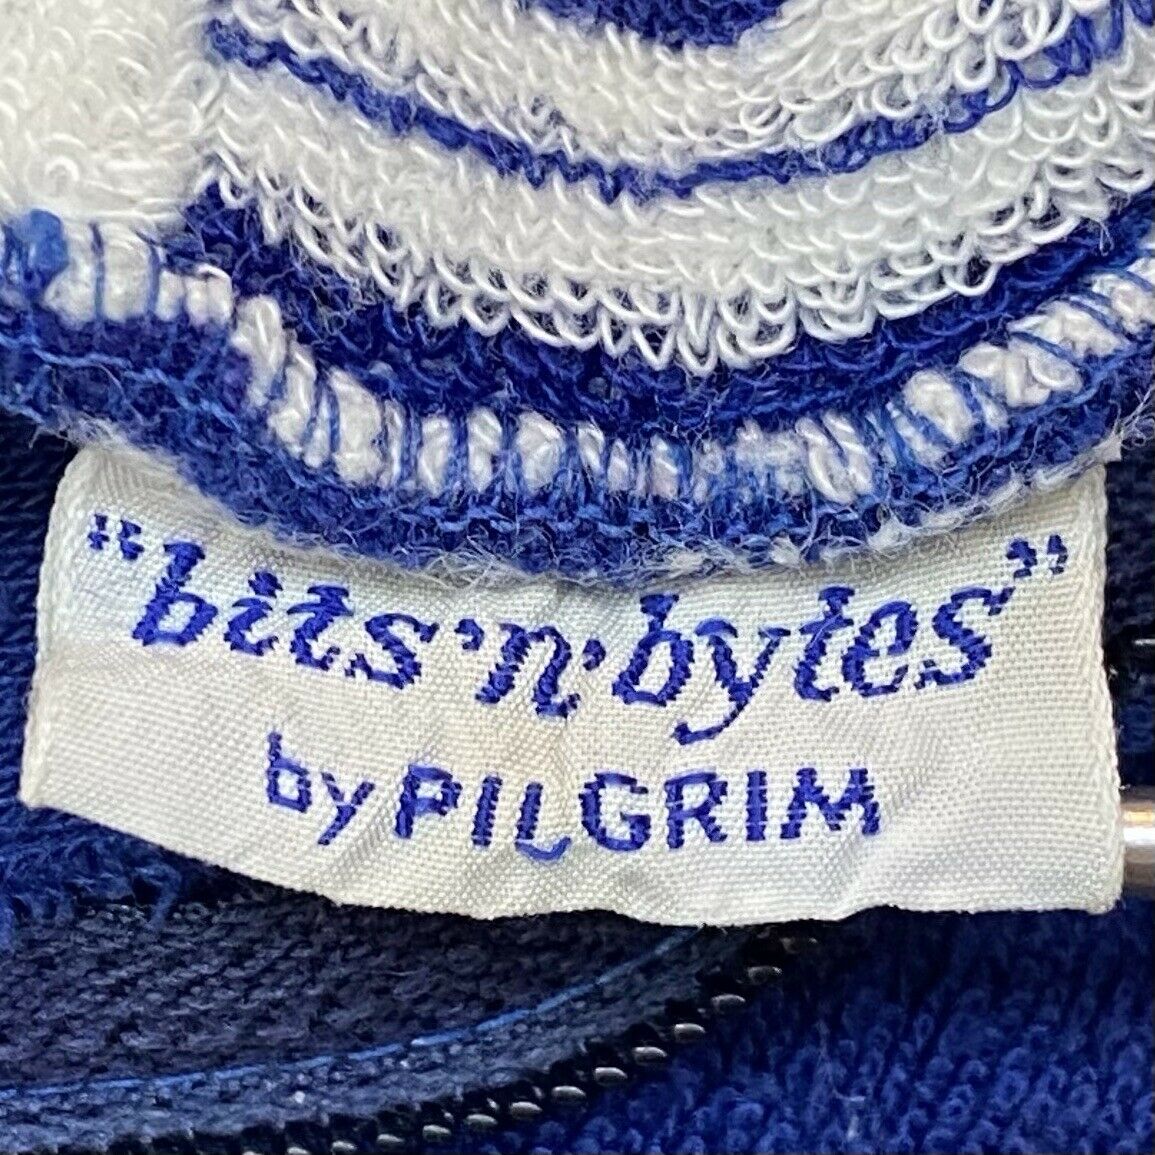 "bits 'n' bytes"
by PILGRIM